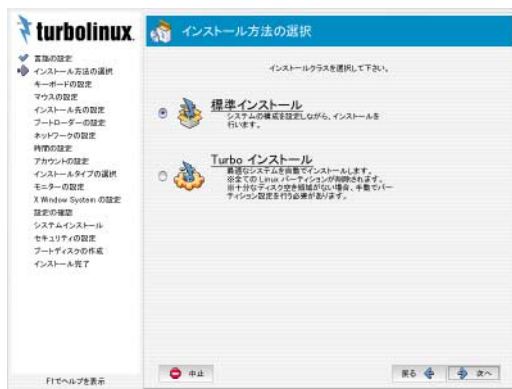 turbolinux
言語の設定
インストール方法の選択
キーボードの設定
マウスの設定
インストール先の設定
ブートローダーの設定
ネットワークの設定
時間の設定
アカウントの設定
インストールタイプの選択
モニターの設定
X Window System の設定
設定の確認
システムインストール
セキュリティの設定
ブートディスクの作成
インストール完了
F1でヘルプを表示
インストール方法の選択
インストールクラスを選択して下さい。
標準インストール
システムの構成を設定しながら、インストールを
行います。
Turbo インストール
最適なシステムを自動でインストールします。
※全ての Linux パーティションが削除されます。
※十分なディスク空き領域がない場合、手動でパー
ティション設定を行う必要があります。
中止
戻る
次へ